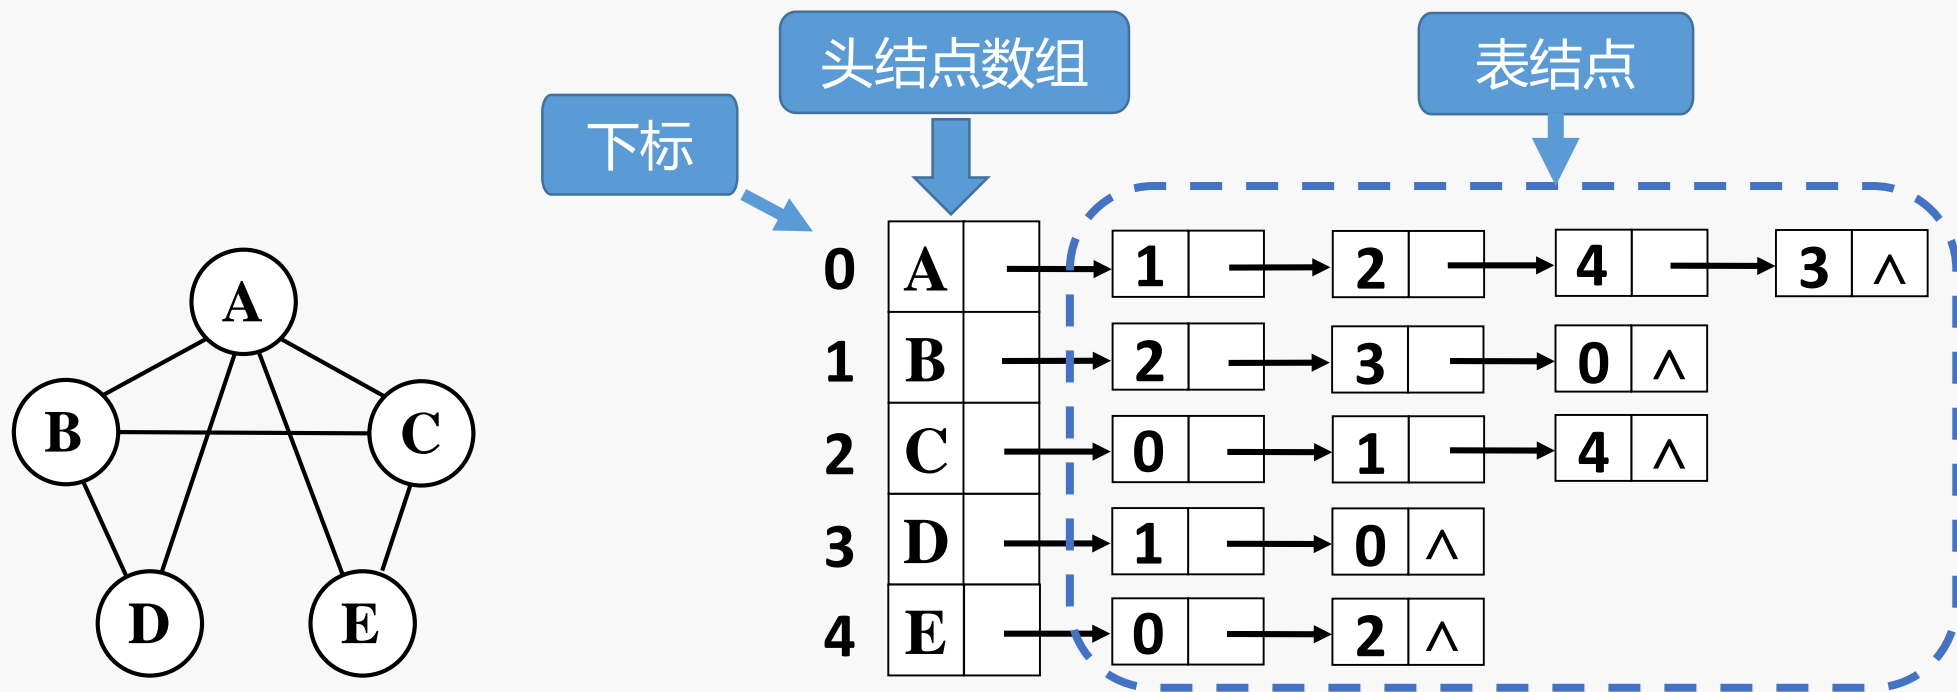 头结点数组
表结点
下标
0 A 1 2 4 3 ∧
1 B 2 3 0 ∧
2 C 0 1 4 ∧
3 D 1 0 ∧
4 E 0 2 ∧
A
B C
D E